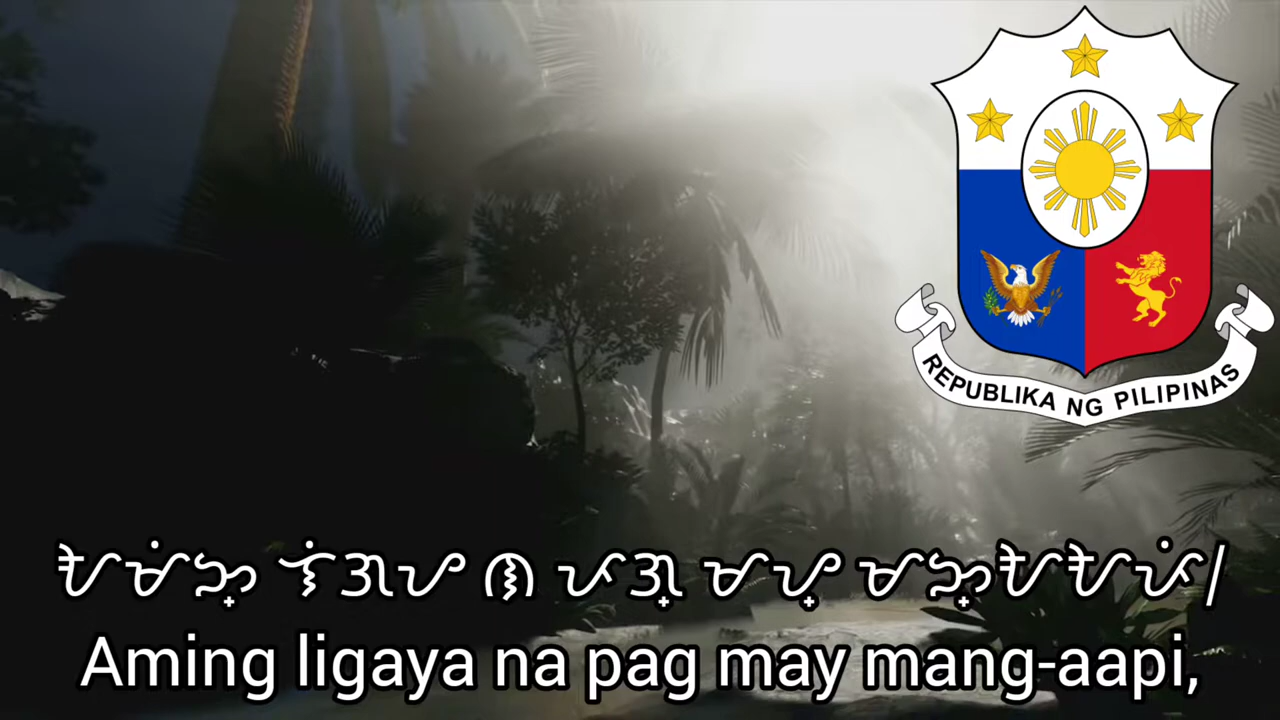 REPUBLIKA NG PILIPINAS
ᜀᜋᜒᜅ᜔ ᜎᜒᜄᜌ ᜈ ᜉᜄ᜔ ᜋᜌ᜔ ᜋᜅ᜔ᜀᜀᜉᜒ/
Aming ligaya na pag may mang-aapi,